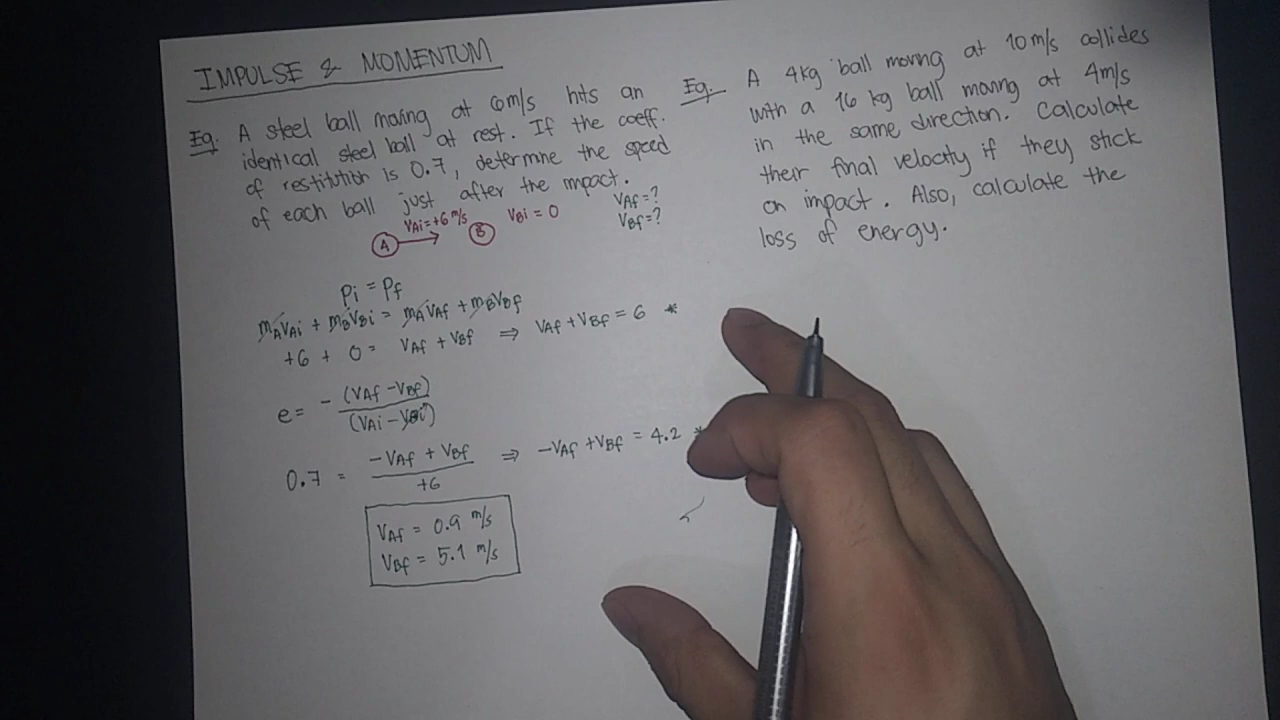 IMPULSE & MOMENTUM
Eg. A steel ball moving at 6m/s hits an
identical steel ball at rest. If the coeff.
of restitution is 0.7, determine the speed
of each ball just after the impact.
VAi=+6 m/s
VBi = 0
VAf = ?
VBf = ?
A
B
Pi = Pf
mAVAi + mBVBi = mAVAf + mBVBf
+6 + 0 = VAf + VBf ⇒ VAf + VBf = 6 *
e = - (VAf - VBf)
(VAi - VBi)
0.7 = -VAf + VBf ⇒ -VAf + VBf = 4.2 *
+6
VAf = 0.9 m/s
VBf = 5.1 m/s
Eg. A 4kg ball moving at 10m/s collides
with a 16 kg ball moving at 4m/s
in the same direction. Calculate
their final velocity if they stick
on impact. Also, calculate the
loss of energy.